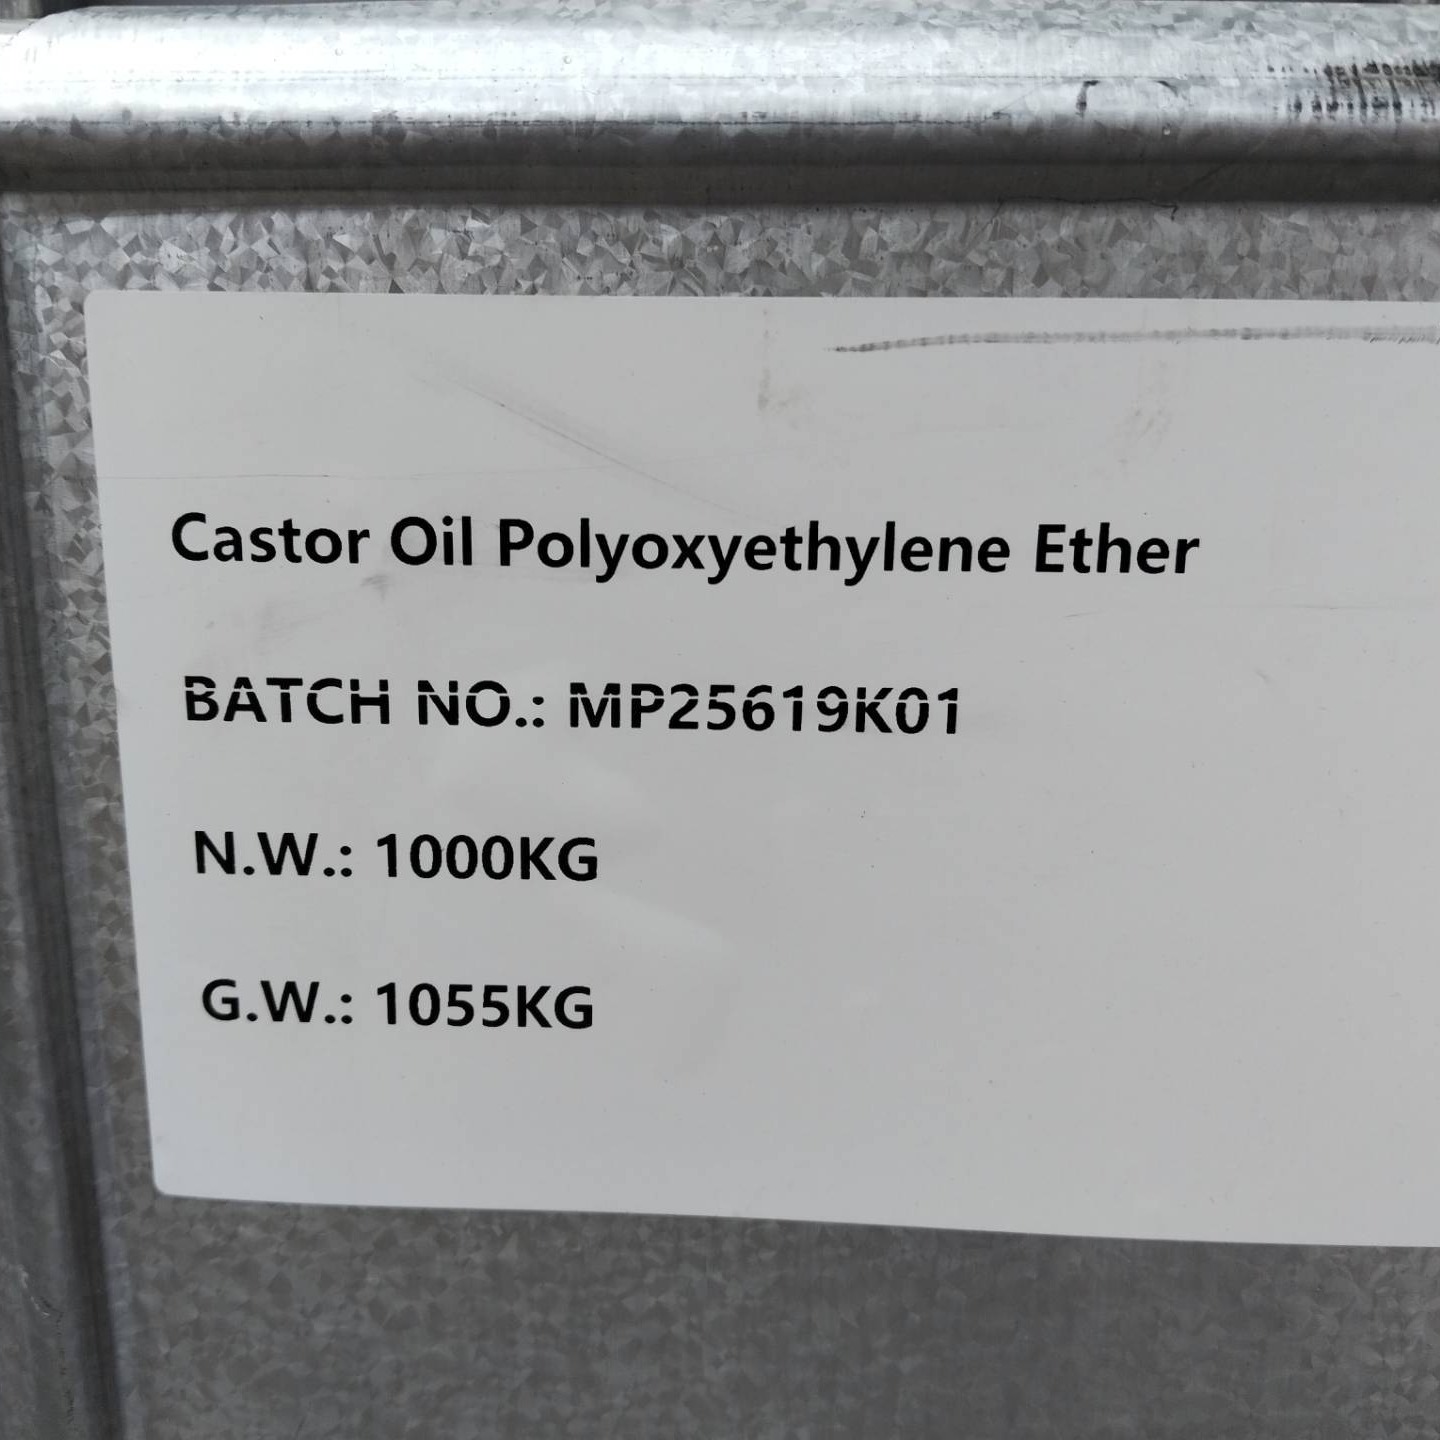 Castor Oil Polyoxyethylene Ether
BATCH NO.: MP25619K01
N.W.: 1000KG
G.W.: 1055KG